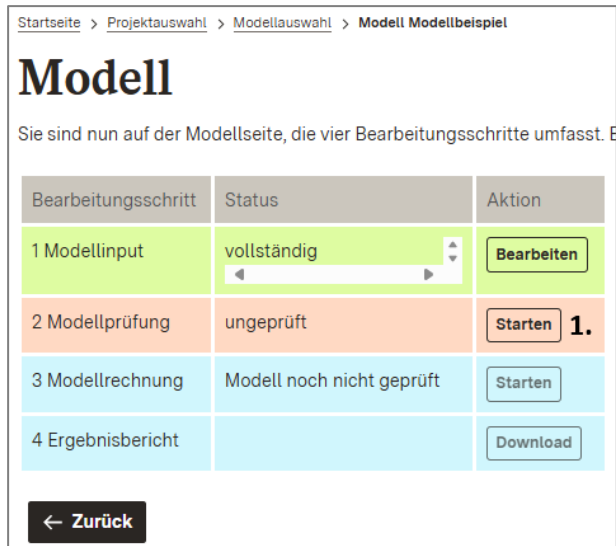 Startseite > Projektauswahl > Modellauswahl > Modell Modellbeispiel
Modell
Sie sind nun auf der Modellseite, die vier Bearbeitungsschritte umfasst.
Bearbeitungsschritt Status Aktion
1 Modellinput vollständig Bearbeiten
2 Modellprüfung ungeprüft Starten 1.
3 Modellrechnung Modell noch nicht geprüft Starten
4 Ergebnisbericht Download
← Zurück